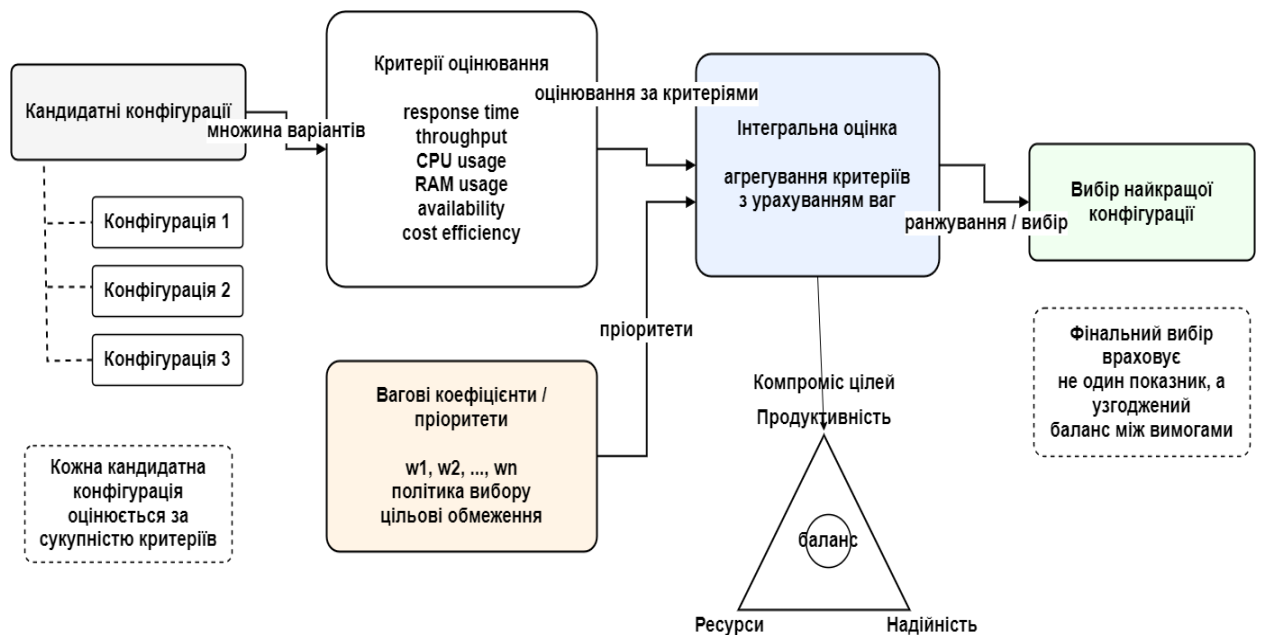 Кандидатні конфігурації
множина варіантів
Конфігурація 1
Конфігурація 2
Конфігурація 3
Кожна кандидатна
конфігурація
оцінюється за
сукупністю критеріїв
Критерії оцінювання
response time
throughput
CPU usage
RAM usage
availability
cost efficiency
оцінювання за критеріями
Вагові коефіцієнти /
пріоритети
w1, w2, ..., wn
політика вибору
цільові обмеження
пріоритети
Інтегральна оцінка
агрегування критеріїв
з урахуванням ваг
ранжування / вибір
Вибір найкращої
конфігурації
Фінальний вибір
враховує
не один показник, а
узгоджений
баланс між вимогами
Компроміс цілей
Продуктивність
баланс
Ресурси
Надійність